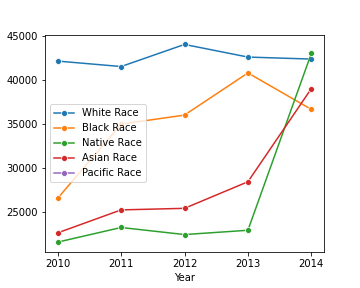 45000
40000
35000
30000
25000
White Race
Black Race
Native Race
Asian Race
Pacific Race
2010 2011 2012 2013 2014
Year